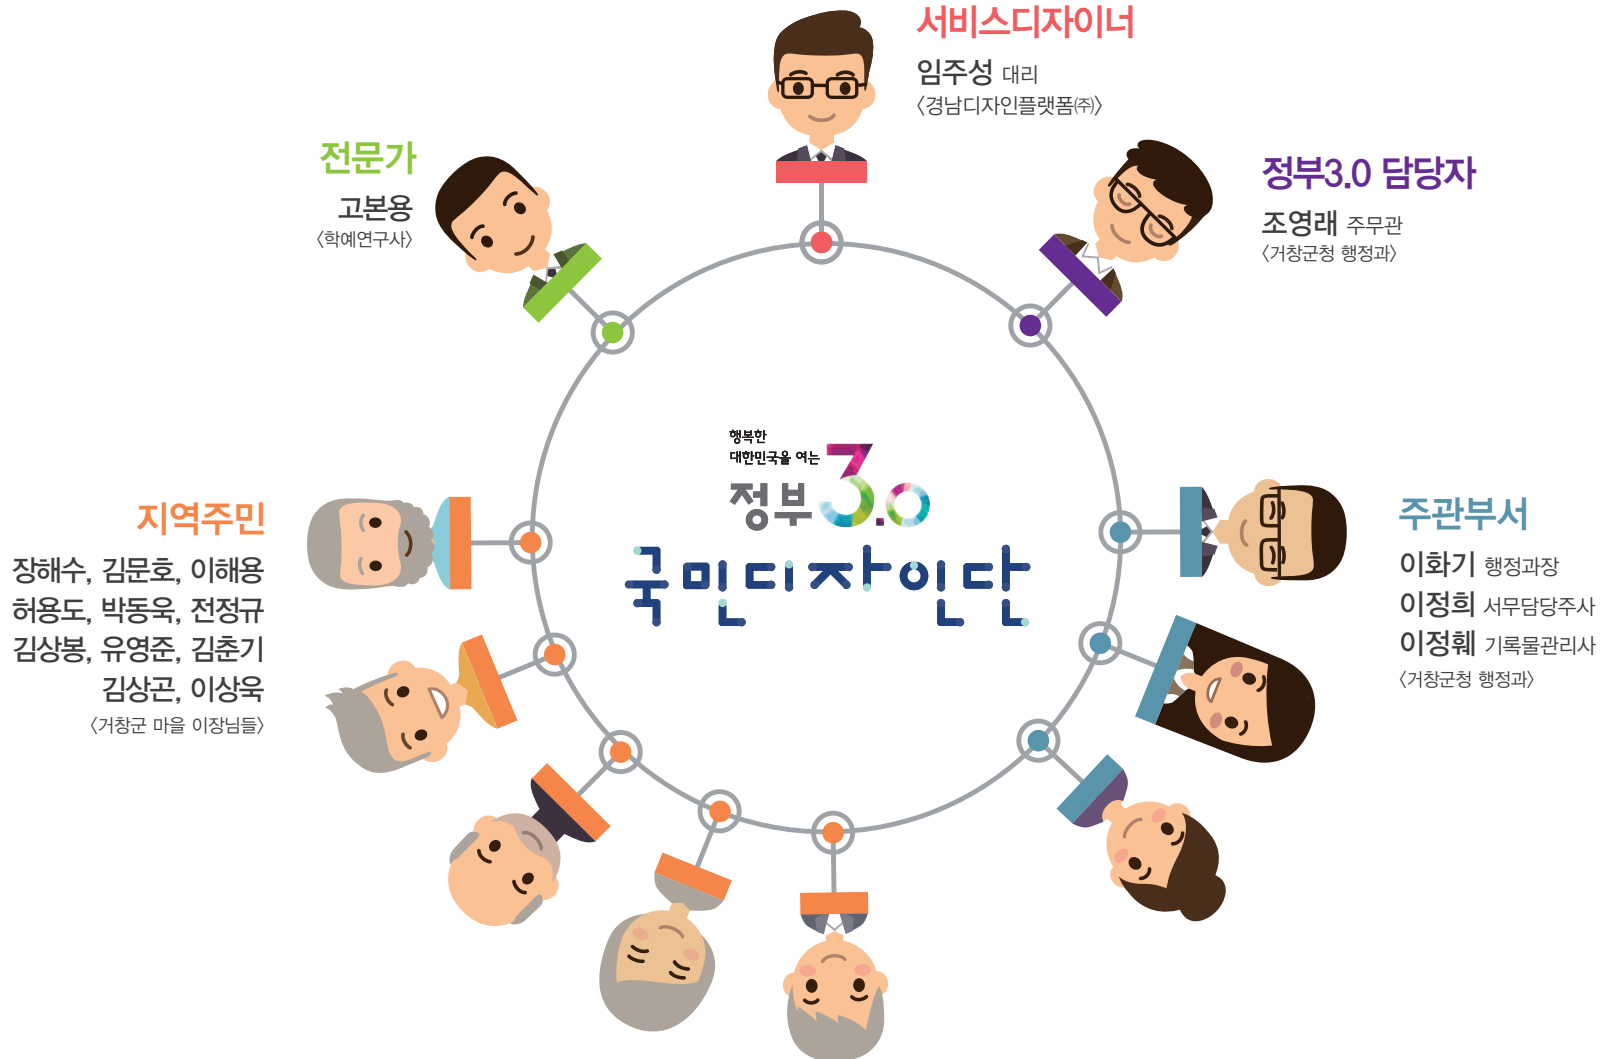 서비스디자이너
임주성 대리
〈경남디자인플랫폼㈜〉
전문가
고본용
〈학예연구사〉
정부3.0 담당자
조영래 주무관
〈거창군청 행정과〉
행복한
대한민국을 여는
정부3.0
국민디자인단
지역주민
장해수, 김문호, 이해용
허용도, 박동욱, 전정규
김상봉, 유영준, 김춘기
김상곤, 이상욱
〈거창군 마을 이장님들〉
주관부서
이화기 행정과장
이정희 서무담당주사
이정훼 기록물관리사
〈거창군청 행정과〉